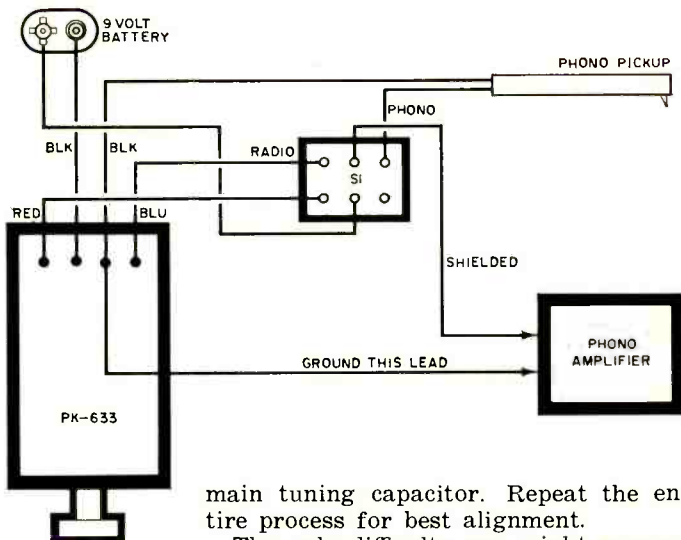 9 VOLT
BATTERY
PHONO PICKUP
PHONO
RADIO
BLK
BLK
S1
RED
BLU
SHIELDED
PHONO
AMPLIFIER
GROUND THIS LEAD
PK-633
main tuning capacitor. Repeat the en
tire process for best alignment.